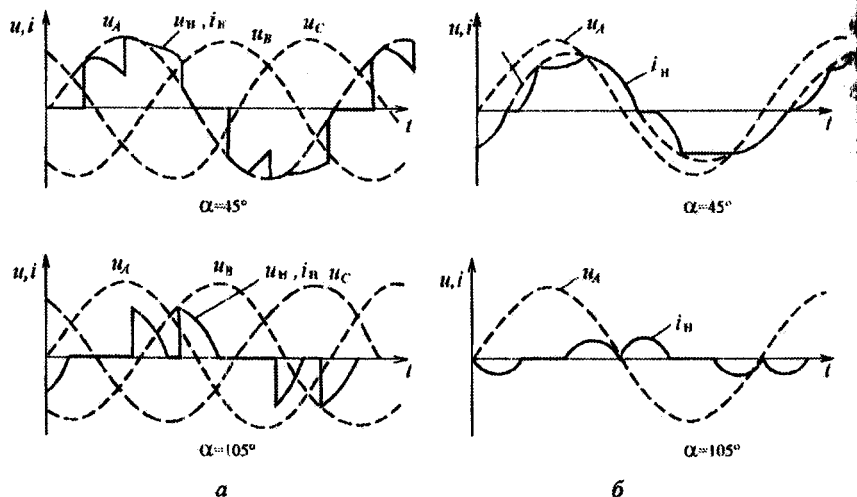 u,i u_A u_н, i_н u_B u_C
t
α=45°
u,i u_A
i_н
t
α=45°
u,i u_A u_B u_н, i_н u_C
t
α=105°
u,i u_A
i_н
t
α=105°
а б